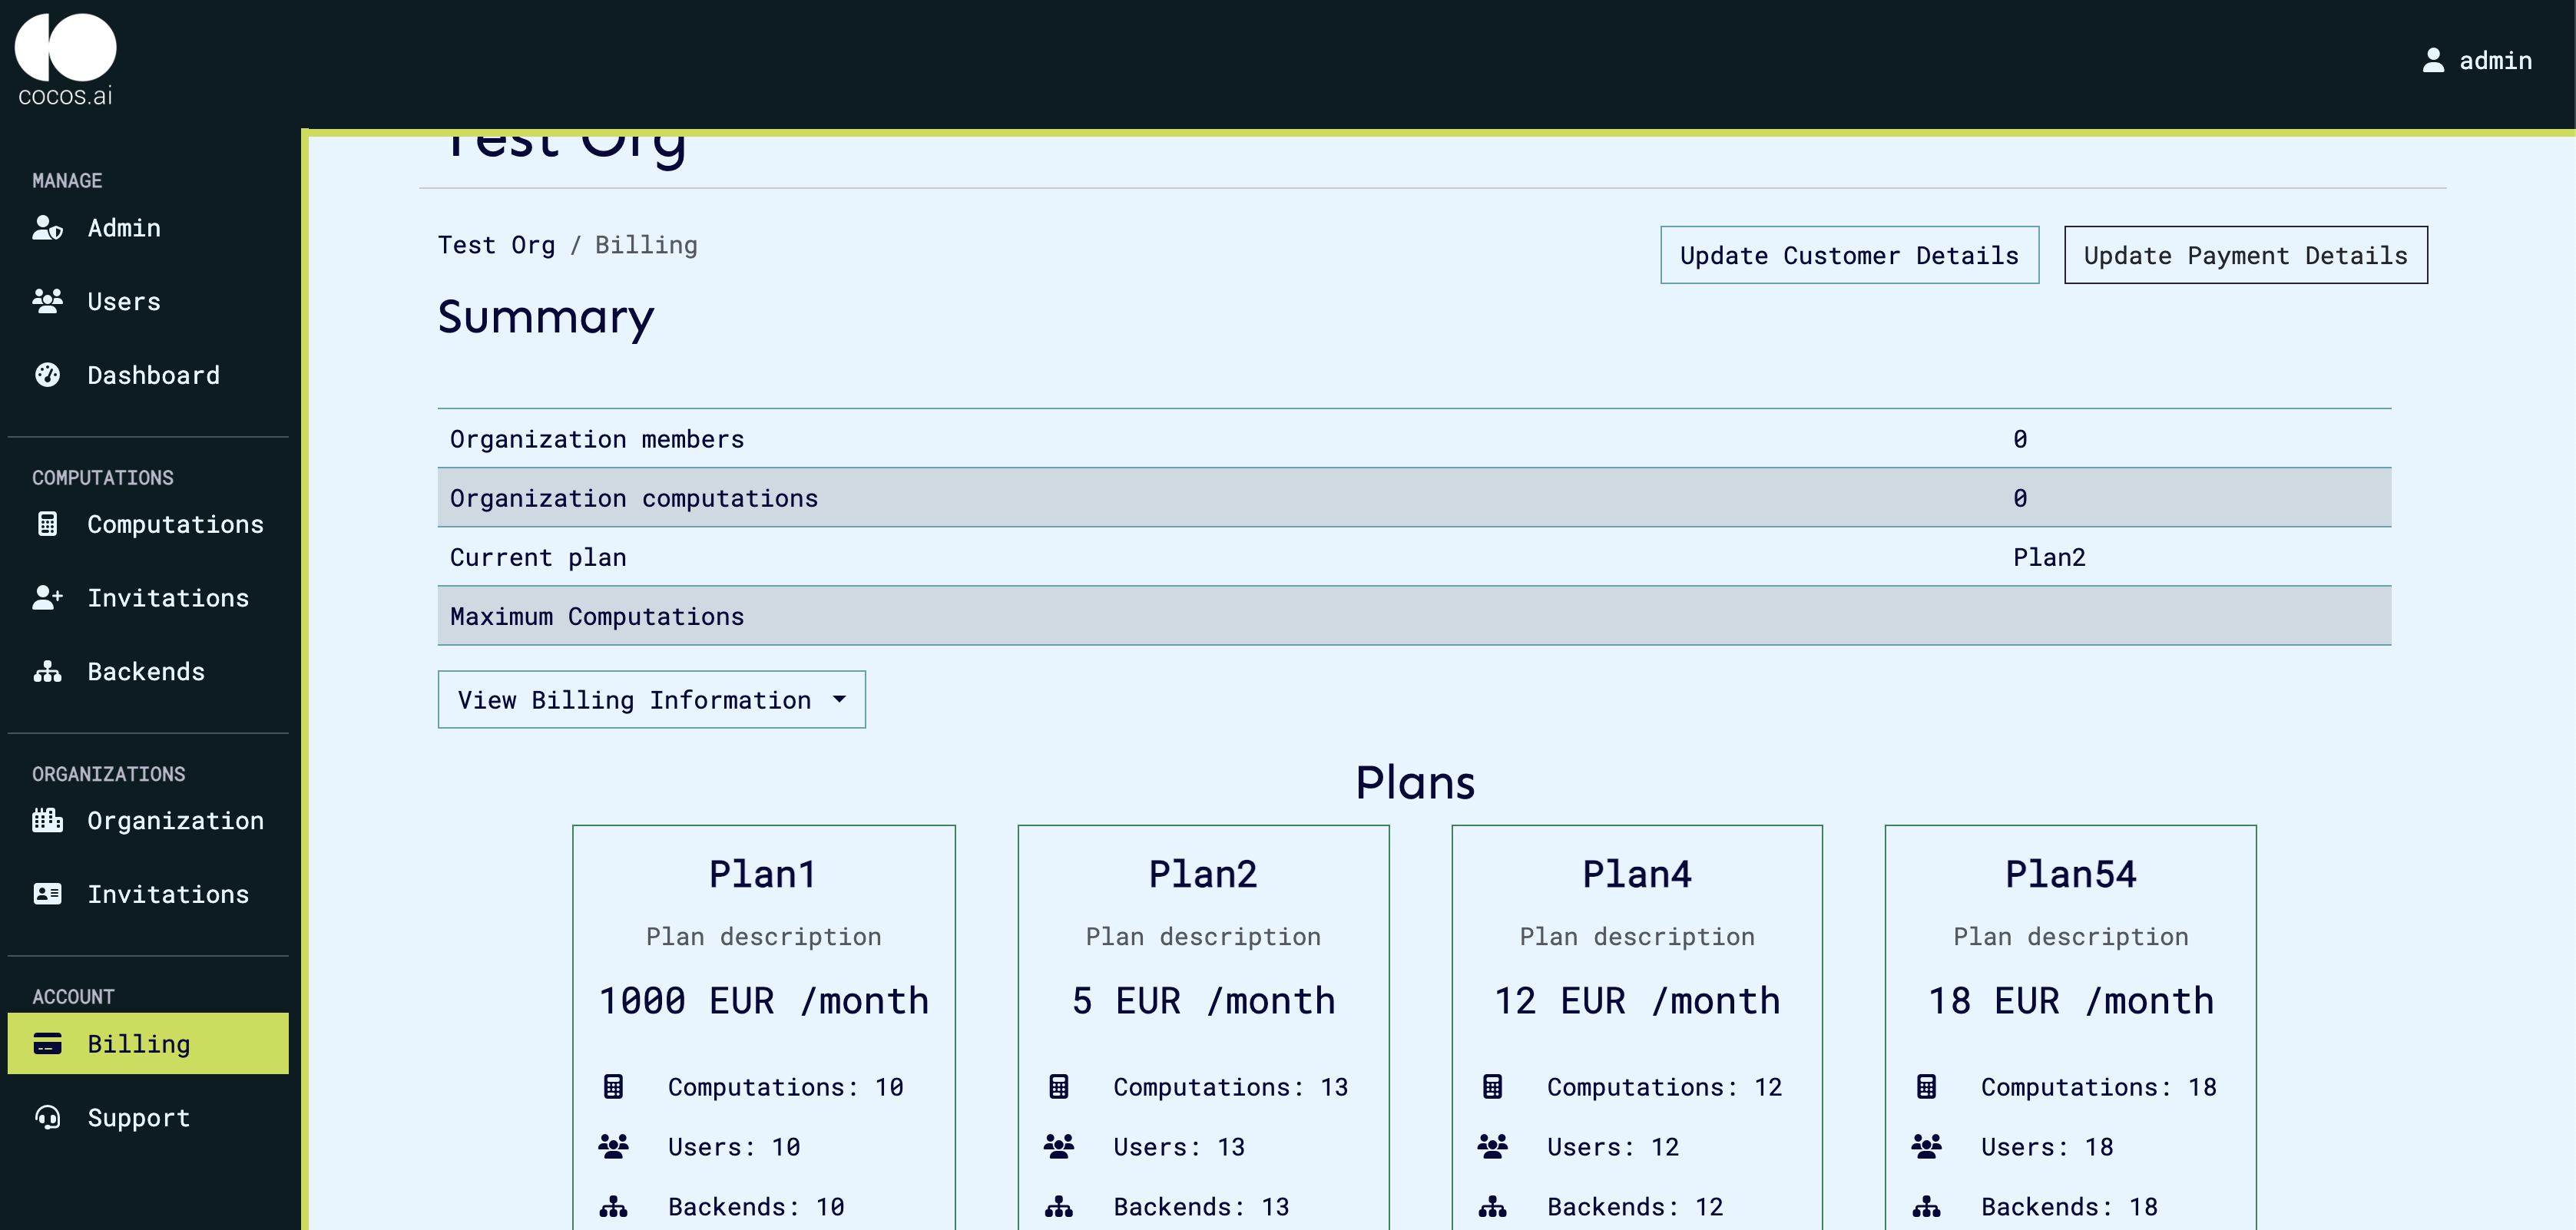 cocos.ai
admin
MANAGE
Admin
Users
Dashboard
COMPUTATIONS
Computations
Invitations
Backends
ORGANIZATIONS
Organization
Invitations
ACCOUNT
Billing
Support
Test Org
Test Org / Billing
Update Customer Details
Update Payment Details
Summary
Organization members 0
Organization computations 0
Current plan Plan2
Maximum Computations
View Billing Information
Plans
Plan1
Plan description
1000 EUR /month
Computations: 10
Users: 10
Backends: 10
Plan2
Plan description
5 EUR /month
Computations: 13
Users: 13
Backends: 13
Plan4
Plan description
12 EUR /month
Computations: 12
Users: 12
Backends: 12
Plan54
Plan description
18 EUR /month
Computations: 18
Users: 18
Backends: 18